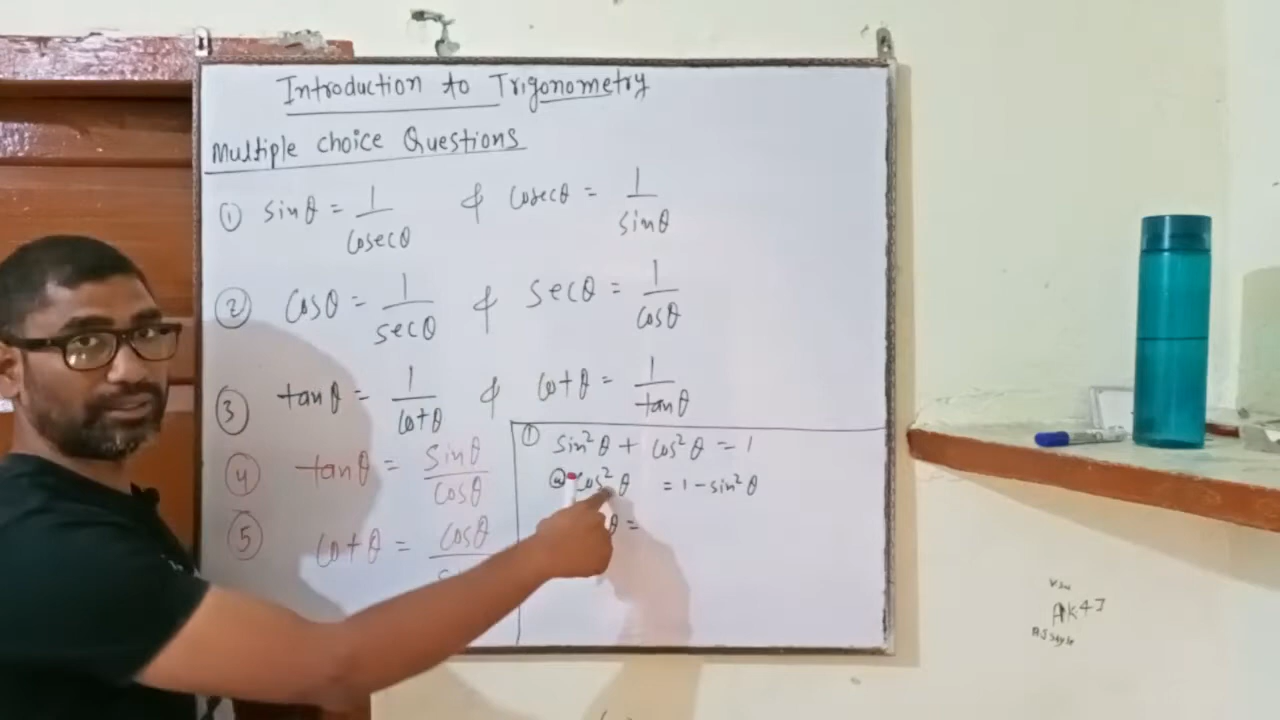 Introduction to Trigonometry
Multiple choice Questions
① sinθ = 1/cosecθ & cosecθ = 1/sinθ
② cosθ = 1/secθ & secθ = 1/cosθ
③ tanθ = 1/cotθ & cotθ = 1/tanθ
④ tanθ = sinθ/cosθ
⑤ cotθ = cosθ/
① sin²θ + cos²θ = 1
ⓐ cos²θ = 1 - sin²θ
θ =
AK47